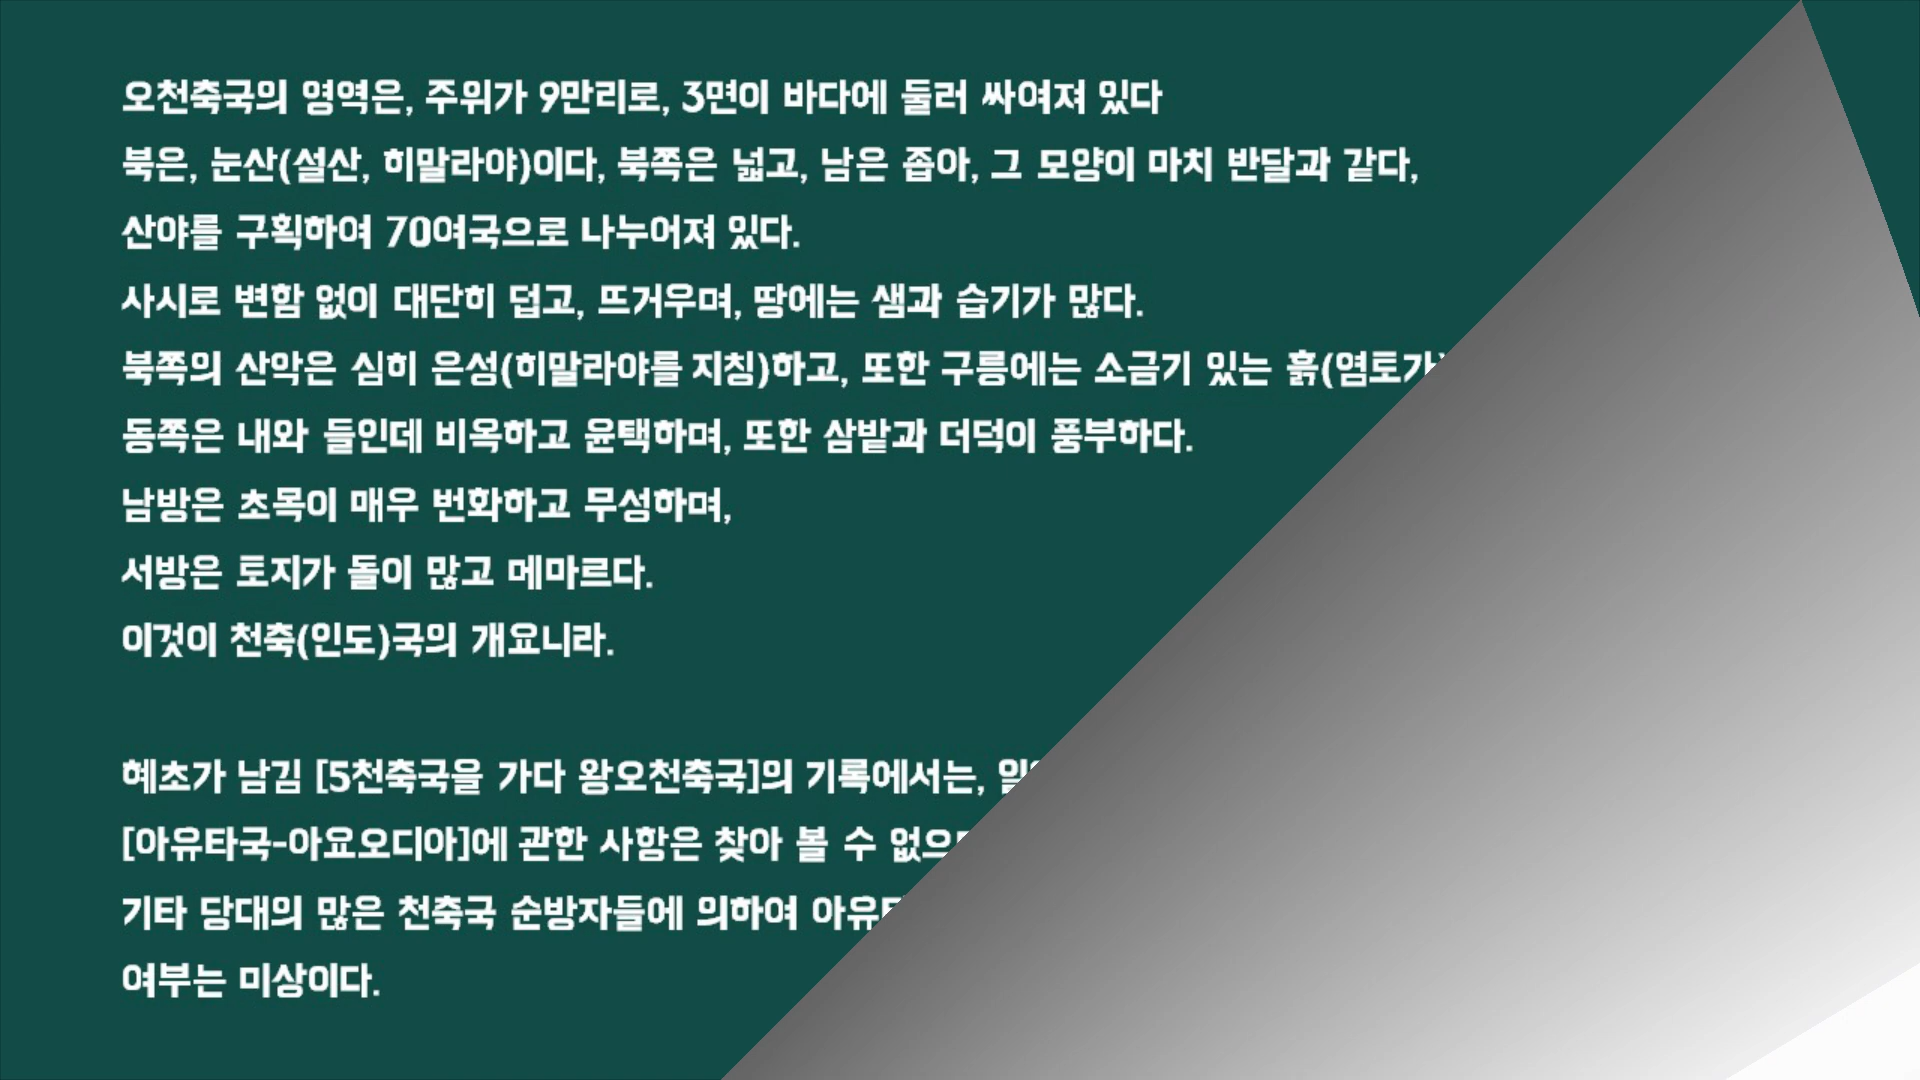 오천축국의 영역은, 주위가 9만리로, 3면이 바다에 둘러 싸여져 있다
북은, 눈산(설산, 히말라야)이다, 북쪽은 넓고, 남은 좁아, 그 모양이 마치 반달과 같다,
산야를 구획하여 70여국으로 나누어져 있다.
사시로 변함 없이 대단히 덥고, 뜨거우며, 땅에는 샘과 습기가 많다.
북쪽의 산악은 심히 은성(히말라야를 지칭)하고, 또한 구릉에는 소금기 있는 흙(염토가)
동쪽은 내와 들인데 비옥하고 윤택하며, 또한 삼밭과 더덕이 풍부하다.
남방은 초목이 매우 번화하고 무성하며,
서방은 토지가 돌이 많고 메마르다.
이것이 천축(인도)국의 개요니라.
혜초가 남김 [5천축국을 가다 왕오천축국]의 기록에서는,
[아유타국-아요오디아]에 관한 사항은 찾아 볼 수
기타 당대의 많은 천축국 순방자들에 의하여
여부는 미상이다.